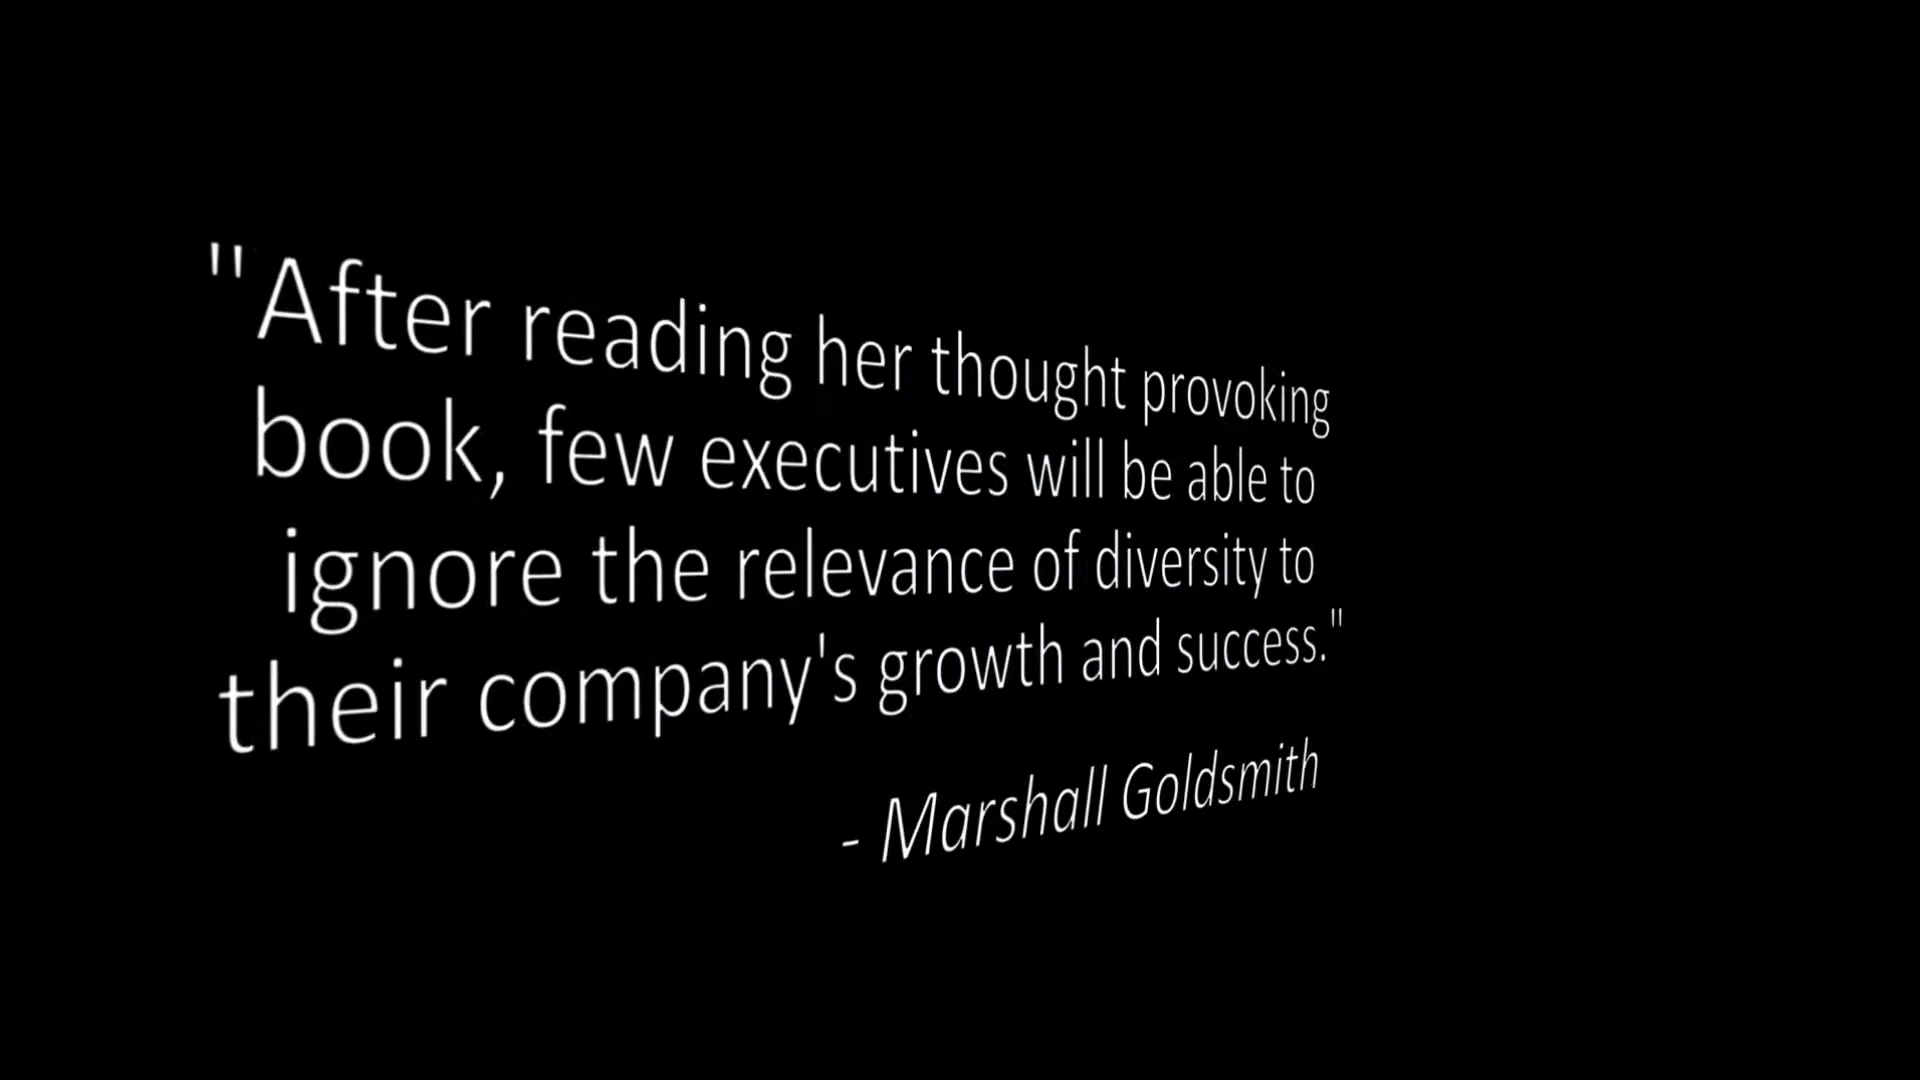 "After reading her thought provoking
book, few executives will be able to
ignore the relevance of diversity to
their company's growth and success."
- Marshall Goldsmith